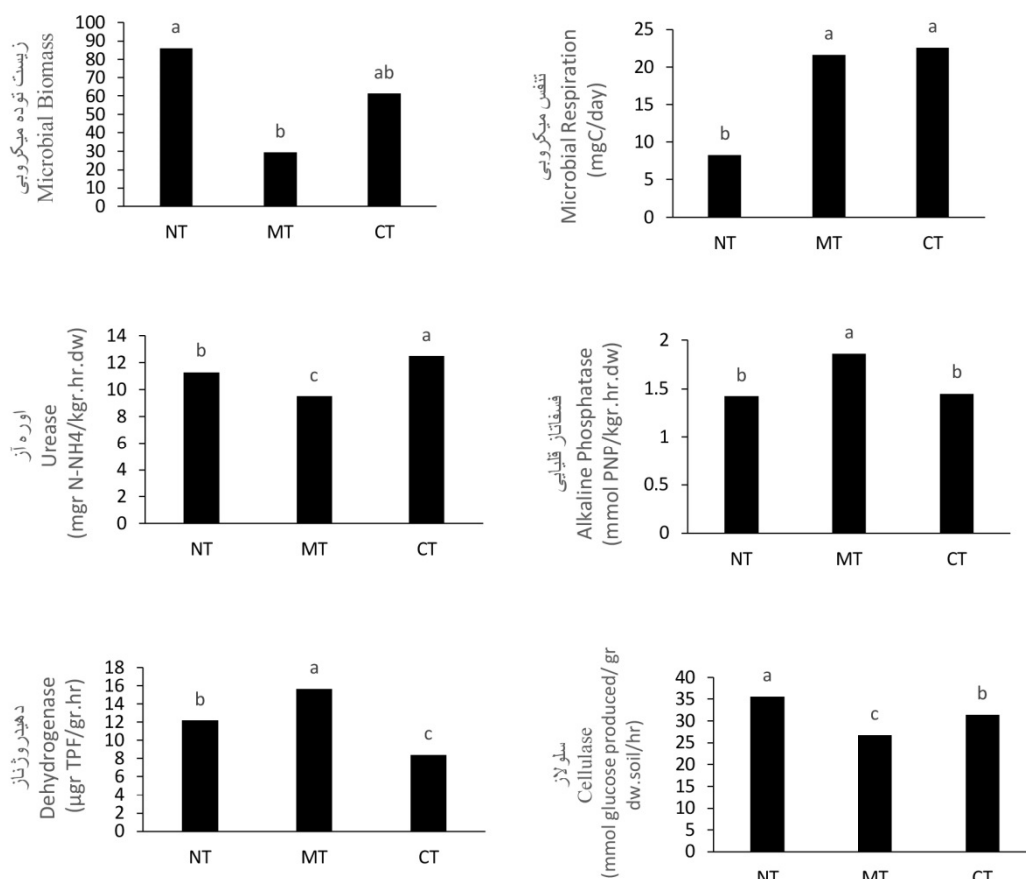 زیست توده میکروبی
Microbial Biomass
100
90
80
70
60
50
40
30
20
10
0
a
b
ab
NT MT CT
تنفس میکروبی
Microbial Respiration
(mgC/day)
25
20
15
10
5
0
b
a
a
NT MT CT
اوره آز
Urease
(mgr N-NH4/kgr.hr.dw)
14
12
10
8
6
4
2
0
b
c
a
NT MT CT
فسفاتاز قلیایی
Alkaline Phosphatase
(mmol PNP/kgr.hr.dw)
2
1.5
1
0.5
0
b
a
b
NT MT CT
دهیدروژناز
Dehydrogenase
(µgr TPF/gr.hr)
18
16
14
12
10
8
6
4
2
0
b
a
c
NT MT CT
سلولاز
Cellulase
(mmol glucose produced/ gr
dw.soil/hr)
40
35
30
25
20
15
10
5
0
a
c
b
NT MT CT